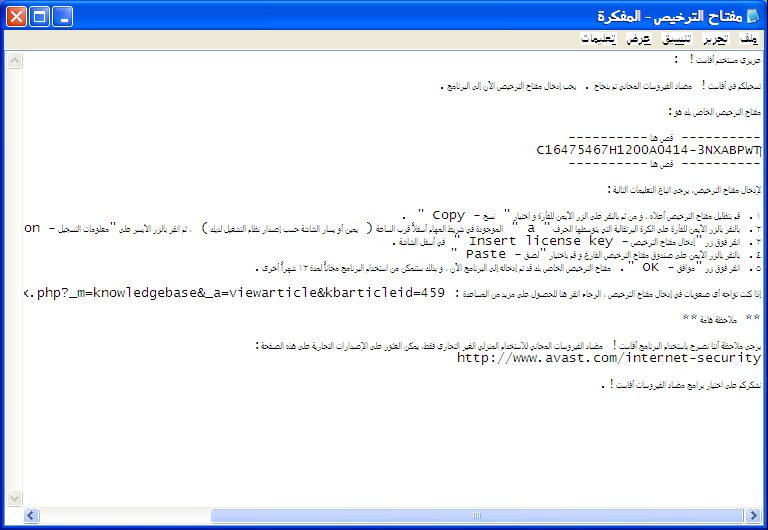 مفتاح الترخيص - المفكرة
ملف تحرير تنسيق عرض تعليمات
عزيزي مستخدم أفاست! :
تسجيلكم في أفاست! مضاد الفيروسات المجاني تم بنجاح . يجب إدخال مفتاح الترخيص الآن إلى البرنامج .
مفتاح الترخيص الخاص بك هو:
----------- قص هنا -----------
C16475467H1200A0414-3NXABPWT
----------- قص هنا -----------
لإدخال مفتاح الترخيص، يرجى اتباع التعليمات التالية:
١ . قم بتظليل مفتاح الترخيص أعلاه ، و من ثم بالنقر على الزر الأيمن للفأرة و اختيار " نسخ - Copy " .
٢ . بالنقر بالزر الأيمن للفأرة على الكرة البرتقالية التي يتوسطها الحرف " a " الموجودة في شريط المهام أسفلاً قرب الساعة ( يمين أو يسار الشاشة حسب إصدار نظام التشغيل لديك ) ، ثم انقر بالزر الأيسر على "معلومات التسجيل - on
٣ . انقر فوق زر "إدخال مفتاح الترخيص - Insert license key " في أسفل الشاشة .
٤ . بالنقر بالزر الأيمن على صندوق مفتاح الترخيص الفارغ و قم باختيار "لصق - Paste "
٥ . انقر فوق زر "موافق - OK " . مفتاح الترخيص الخاص بك قد تم إدخاله إلى البرنامج الآن ، و بذلك ستتمكن من استخدام البرنامج مجاناً لمدة ١٢ شهراً أخرى .
إذا كنت تواجه أي صعوبات في إدخال مفتاح الترخيص ، الرجاء انقر هنا للحصول على مزيد من المساعدة : x.php?_m=knowledgebase&_a=viewarticle&kbarticleid=459
** ملاحظة هامة **
يرجى ملاحظة أننا نصرح باستخدام البرنامج أفاست! مضاد الفيروسات المجاني للاستخدام المنزلي الغير التجاري فقط، يمكن العثور على الإصدارات التجارية على هذه الصفحة:
http://www.avast.com/internet-security
نشكركم على اختيار برامج مضاد الفيروسات أفاست! .